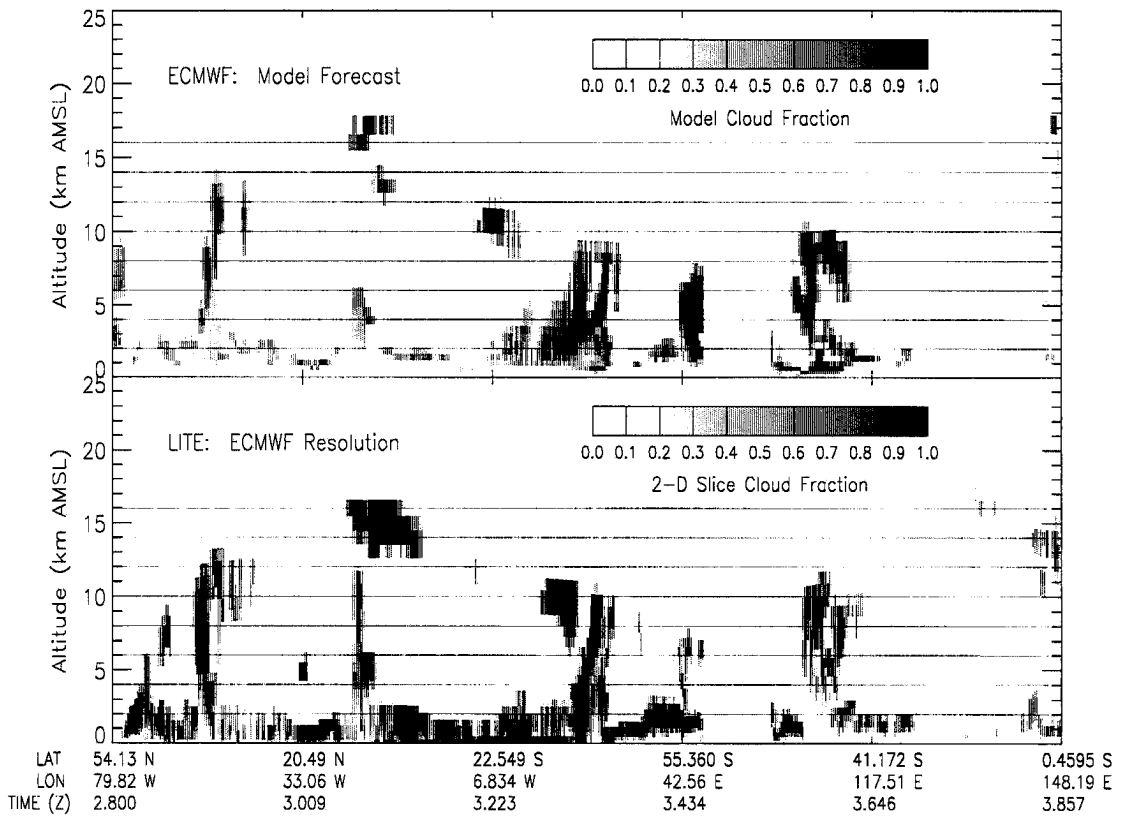 25
20
15
10
5
0
Altitude (km AMSL)
ECMWF: Model Forecast
0.0 0.1 0.2 0.3 0.4 0.5 0.6 0.7 0.8 0.9 1.0
Model Cloud Fraction
25
20
15
10
5
0
Altitude (km AMSL)
LITE: ECMWF Resolution
0.0 0.1 0.2 0.3 0.4 0.5 0.6 0.7 0.8 0.9 1.0
2-D Slice Cloud Fraction
LAT 54.13 N 20.49 N 22.549 S 55.360 S 41.172 S 0.4595 S
LON 79.82 W 33.06 W 6.834 W 42.56 E 117.51 E 148.19 E
TIME (Z) 2.800 3.009 3.223 3.434 3.646 3.857